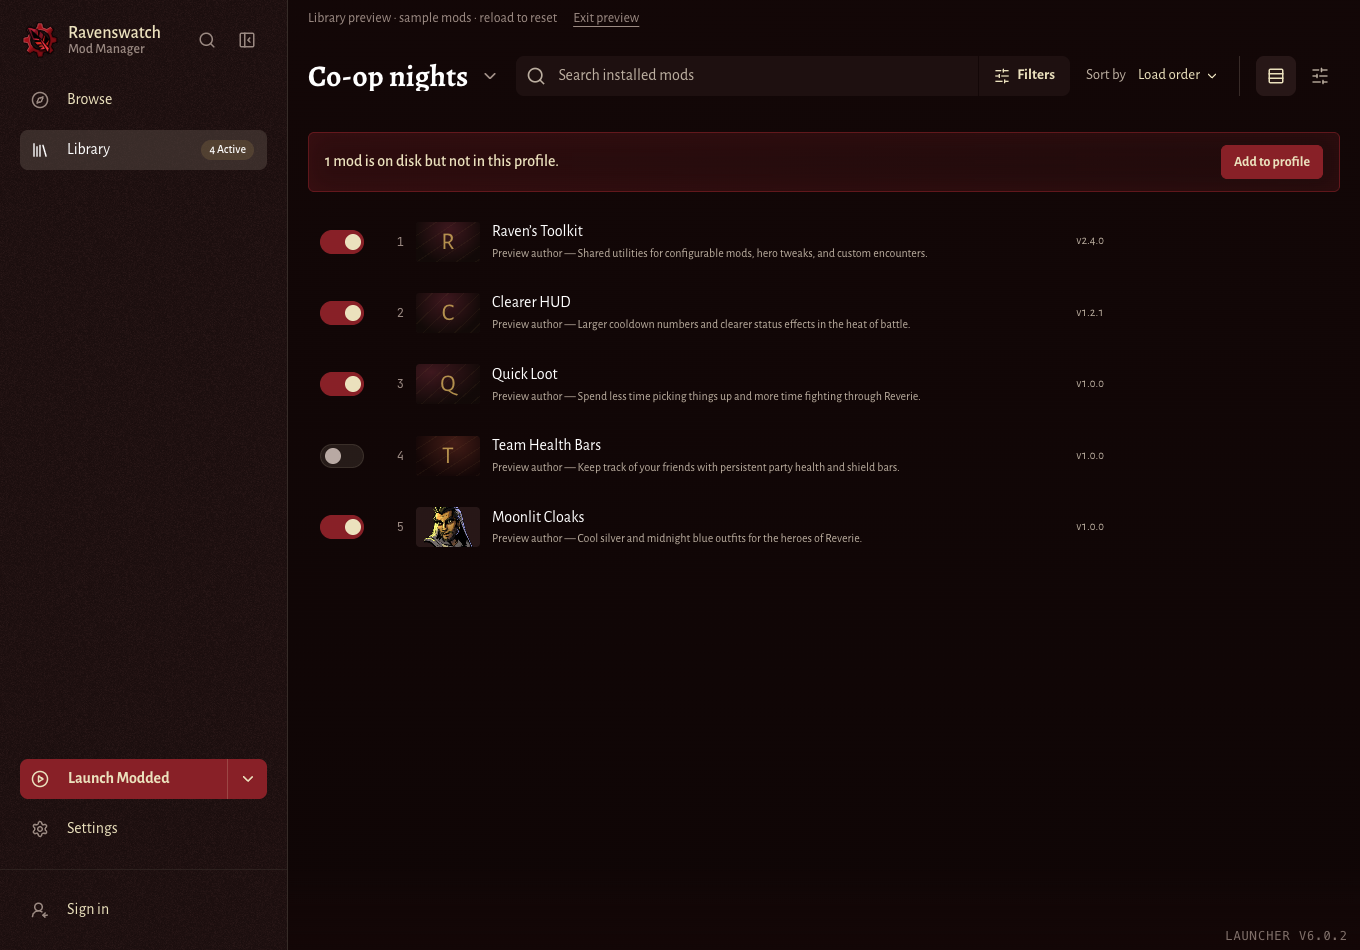 Ravenswatch
Mod Manager
Browse
Library
4 Active
Launch Modded
Settings
Sign in
Library preview · sample mods · reload to reset
Exit preview
Co-op nights
Search installed mods
Filters
Sort by
Load order
1 mod is on disk but not in this profile.
Add to profile
1
R
Raven's Toolkit
Preview author — Shared utilities for configurable mods, hero tweaks, and custom encounters.
v2.4.0
2
C
Clearer HUD
Preview author — Larger cooldown numbers and clearer status effects in the heat of battle.
v1.2.1
3
Q
Quick Loot
Preview author — Spend less time picking things up and more time fighting through Reverie.
v1.0.0
4
T
Team Health Bars
Preview author — Keep track of your friends with persistent party health and shield bars.
v1.0.0
5
Moonlit Cloaks
Preview author — Cool silver and midnight blue outfits for the heroes of Reverie.
v1.0.0
LAUNCHER V6.0.2